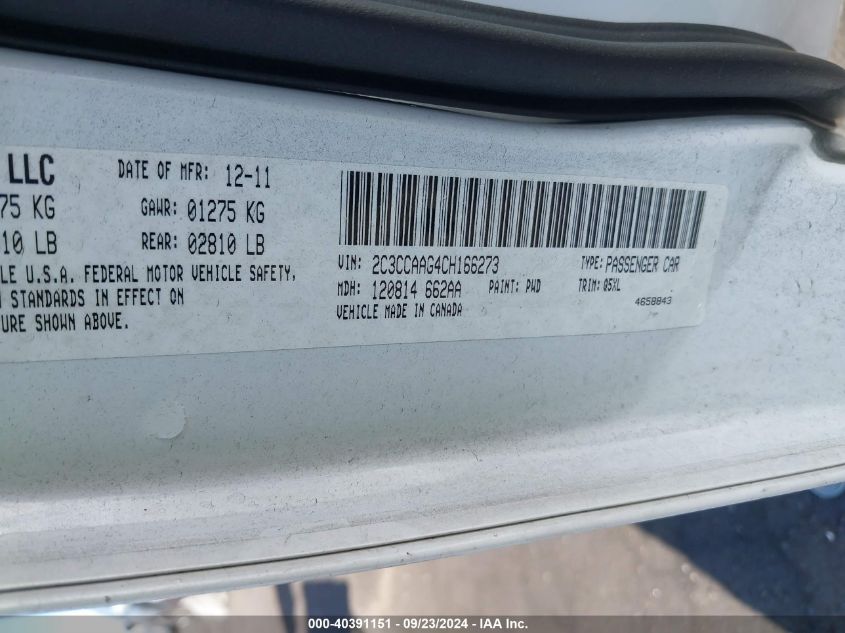 LLC DATE OF MFR: 12-11
75 KG GAWR: 01275 KG
10 LB REAR: 02810 LB
LE U.S.A. FEDERAL MOTOR VEHICLE SAFETY,
STANDARDS IN EFFECT ON
URE SHOWN ABOVE.
VIN: 2C3CCAAG4CH166273 TYPE: PASSENGER CAR
MDH: 120814 662AA PAINT: PWD TRIM: 05XL
VEHICLE MADE IN CANADA 4658843
000-40391151 - 09/23/2024 - IAA Inc.